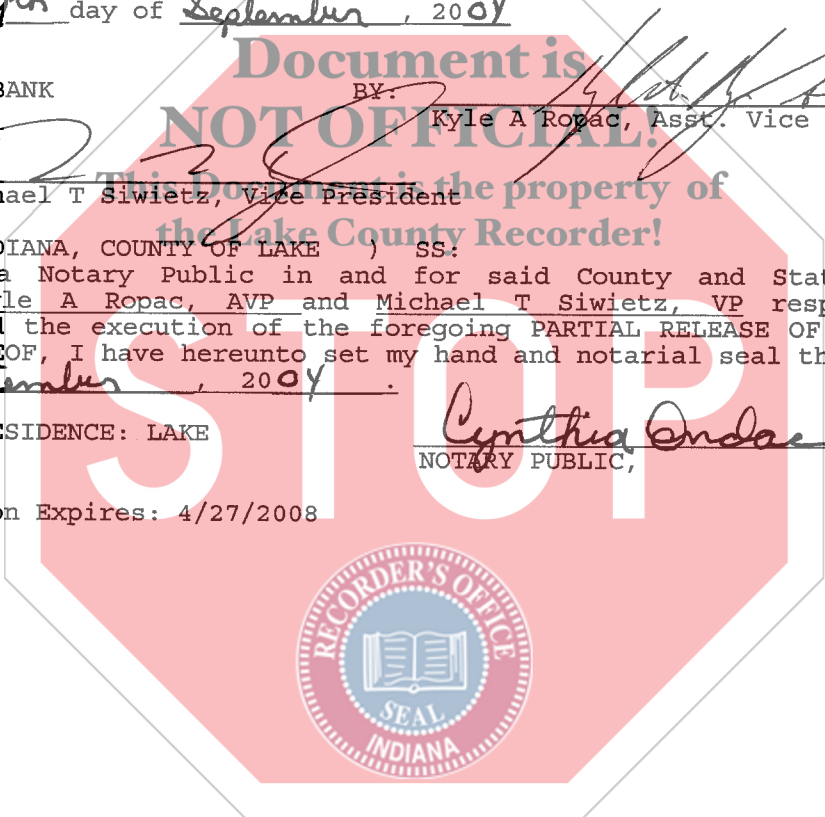 day of September, 2004
Document is
BANK BY:
NOT OFFICIAL!
Kyle A Ropac, Asst. Vice
This Document is the property of
ael T Siwietz, Vice President
the Lake County Recorder!
DIANA, COUNTY OF LAKE ) SS:
a Notary Public in and for said County and Stat
le A Ropac, AVP and Michael T Siwietz, VP resp
the execution of the foregoing PARTIAL RELEASE OF
EOF, I have hereunto set my hand and notarial seal th
ember, 2004.
STOP
SIDENCE: LAKE
Cynthia
NOTARY PUBLIC,
n Expires: 4/27/2008
RECORDER'S OFFICE
SEAL
INDIANA